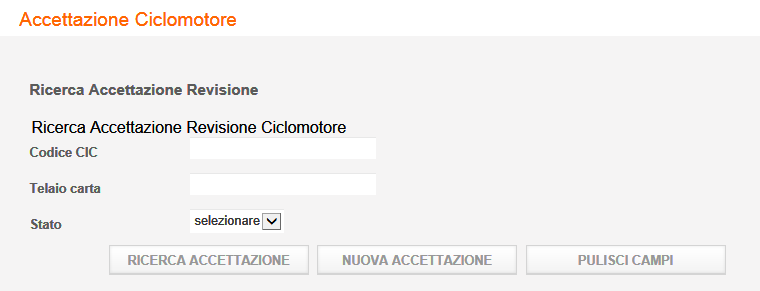 Accettazione Ciclomotore
Ricerca Accettazione Revisione
Ricerca Accettazione Revisione Ciclomotore
Codice CIC
Telaio carta
Stato selezionare
RICERCA ACCETTAZIONE NUOVA ACCETTAZIONE PULISCI CAMPI